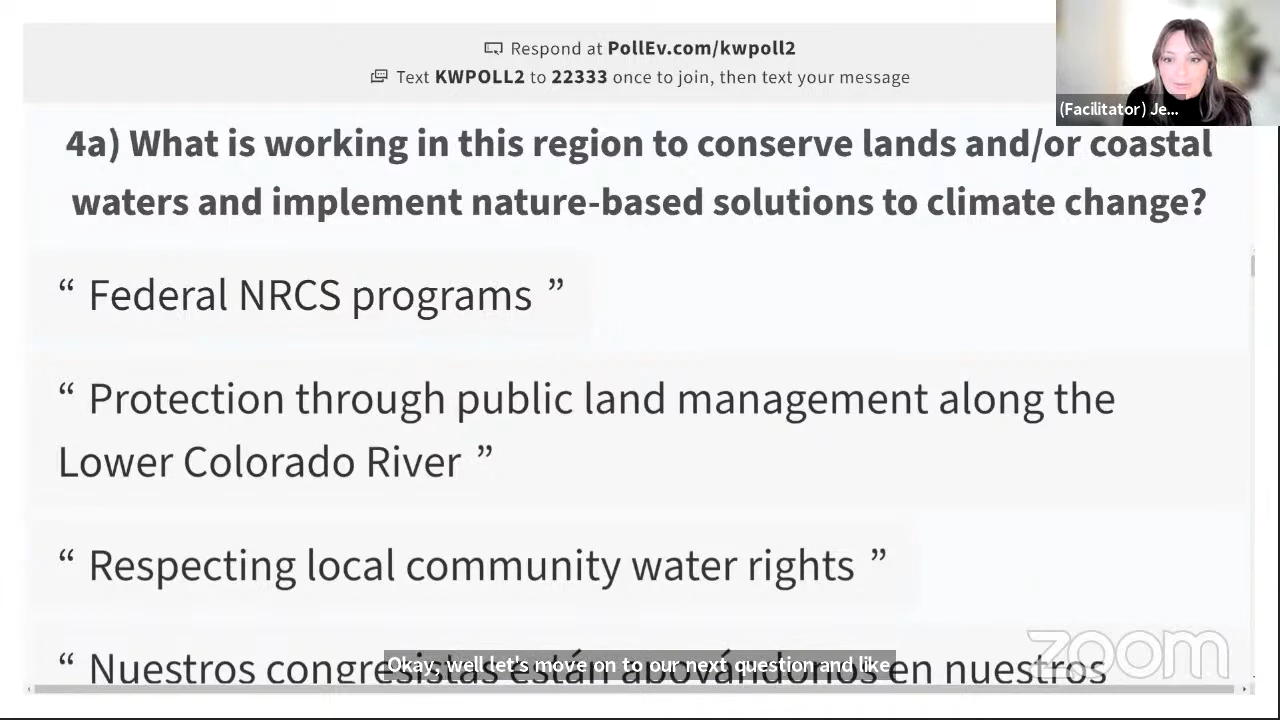 Respond at PollEv.com/kwpoll2
Text KWPOLL2 to 22333 once to join, then text your message
(Facilitator) Je...
4a) What is working in this region to conserve lands and/or coastal
waters and implement nature-based solutions to climate change?
“ Federal NRCS programs ”
“ Protection through public land management along the
Lower Colorado River ”
“ Respecting local community water rights ”
“ Nuestros congresistas están apoyándonos en nuestros
Okay, well let's move on to our next question and like
zoom